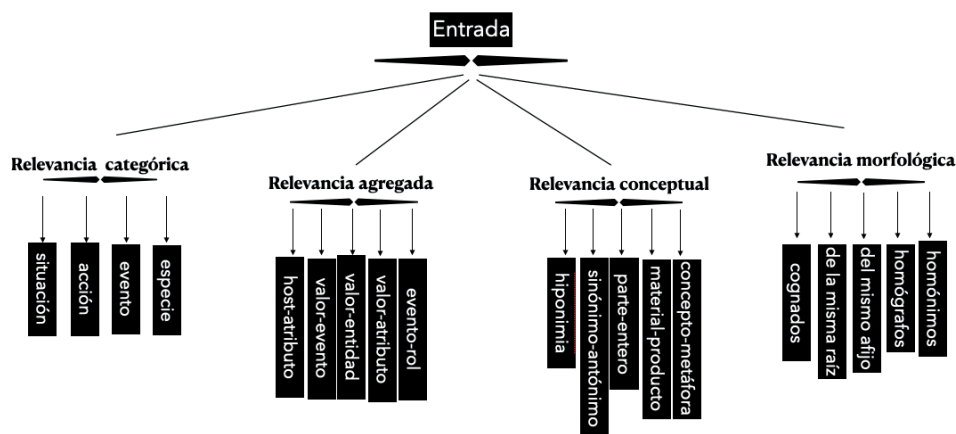 Entrada
Relevancia categórica
situación
acción
evento
especie
Relevancia agregada
host-atributo
valor-evento
valor-entidad
valor-atributo
evento-rol
Relevancia conceptual
hiponimia
sinónimo-antónimo
parte-entero
material-producto
concepto-metáfora
Relevancia morfológica
cognados
de la misma raíz
del mismo afijo
homógrafos
homónimos